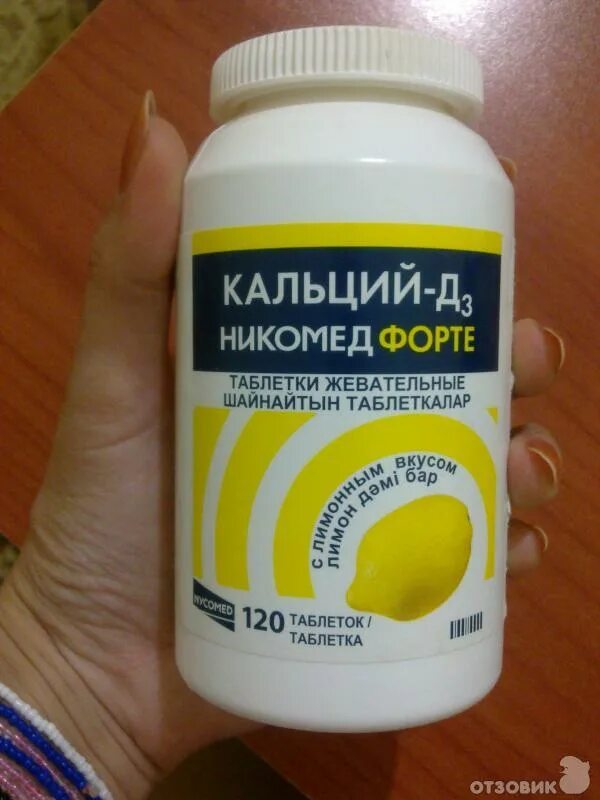 КАЛЬЦИЙ-Д3
НИКОМЕД ФОРТЕ
ТАБЛЕТКИ ЖЕВАТЕЛЬНЫЕ
ШАЙНАЙТЫН ТАБЛЕТКАЛАР
с лимонным вкусом
лимон дәмі бар
NYCOMED
120 ТАБЛЕТОК /
ТАБЛЕТКА
ОТЗОВИК